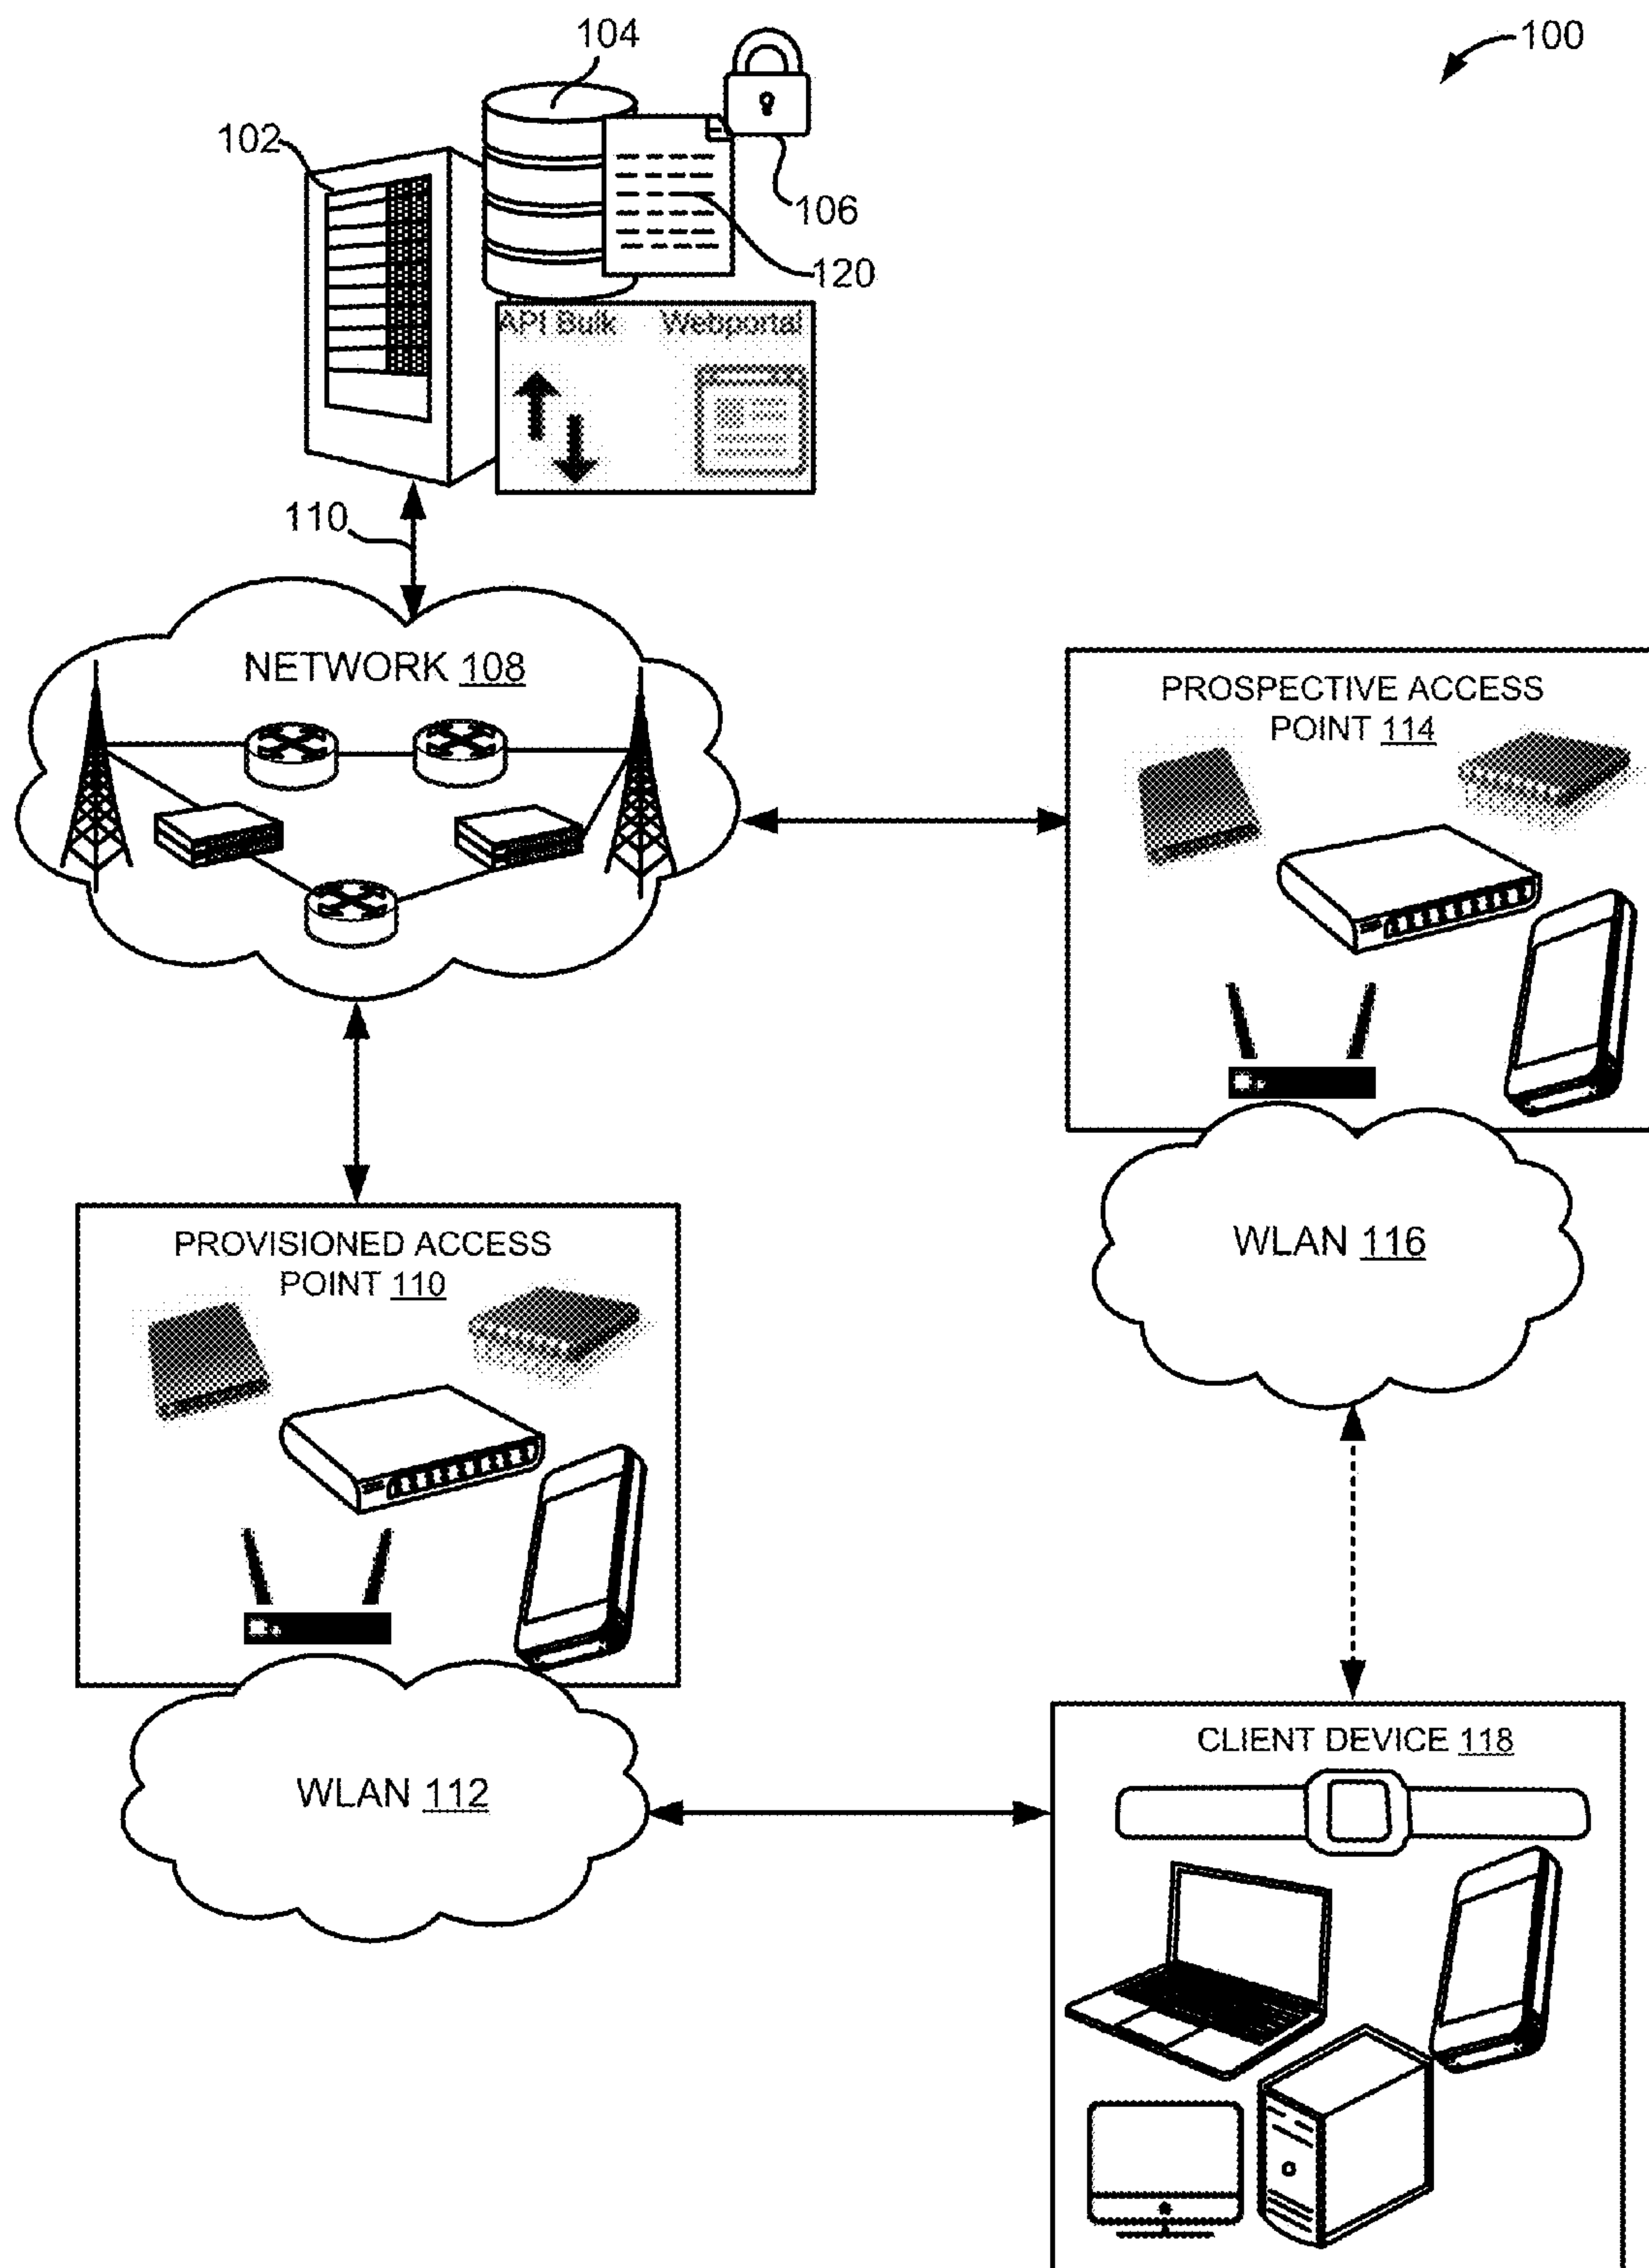 100
104
102
106
120
API Bulk Webportal
110
NETWORK 108
PROSPECTIVE ACCESS
POINT 114
PROVISIONED ACCESS
POINT 110
WLAN 116
CLIENT DEVICE 118
WLAN 112